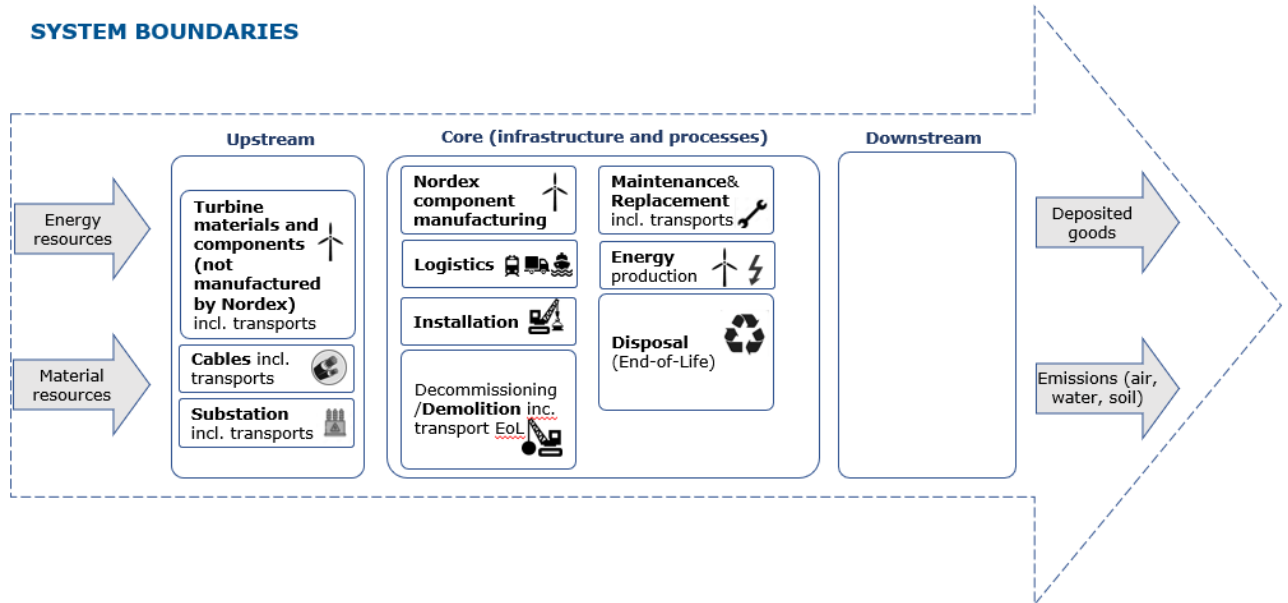 SYSTEM BOUNDARIES
Upstream
Core (infrastructure and processes)
Downstream
Energy
resources
Material
resources
Turbine
materials and
components
(not
manufactured
by Nordex)
incl. transports
Cables incl.
transports
Substation
incl. transports
Nordex
component
manufacturing
Logistics
Installation
Decommissioning
/Demolition inc.
transport EoL
Maintenance&
Replacement
incl. transports
Energy
production
Disposal
(End-of-Life)
Deposited
goods
Emissions (air,
water, soil)